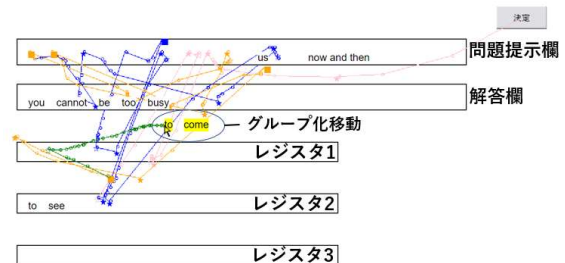 決定
us now and then 問題提示欄
you cannot be too busy 解答欄
to come グループ化移動
レジスタ1
to see レジスタ2
レジスタ3